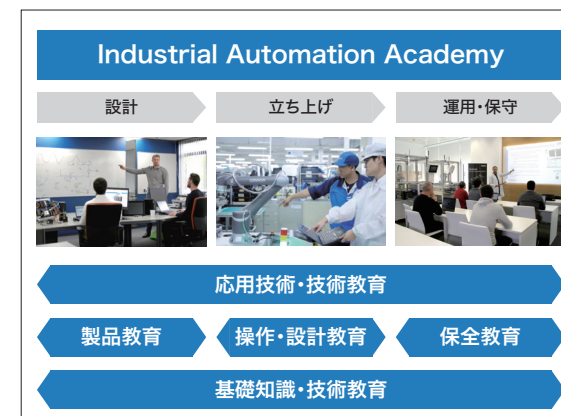 Industrial Automation Academy
設計
立ち上げ
運用・保守
応用技術・技術教育
製品教育
操作・設計教育
保全教育
基礎知識・技術教育